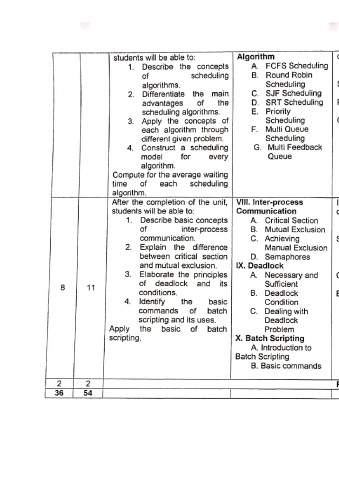 students will be able to:
1. Describe the concepts
of scheduling
algorithms.
2. Differentiate the main
advantages of the
scheduling algorithms.
3. Apply the concepts of
each algorithm through
different given problem.
4. Construct a scheduling
model for every
algorithm.
Compute for the average waiting
time of each scheduling
algorithm.
Algorithm
A. FCFS Scheduling
B. Round Robin
Scheduling
C. SJF Scheduling
D. SRT Scheduling
E. Priority
Scheduling
F. Multi Queue
Scheduling
G. Multi Feedback
Queue
8
11
After the completion of the unit,
students will be able to:
1. Describe basic concepts
of inter-process
communication.
2. Explain the difference
between critical section
and mutual exclusion.
3. Elaborate the principles
of deadlock and its
conditions.
4. Identify the basic
commands of batch
scripting and its uses.
Apply the basic of batch
scripting.
VIII. Inter-process
Communication
A. Critical Section
B. Mutual Exclusion
C. Achieving
Manual Exclusion
D. Semaphores
IX. Deadlock
A. Necessary and
Sufficient
B. Deadlock
Condition
C. Dealing with
Deadlock
Problem
X. Batch Scripting
A. Introduction to
Batch Scripting
B. Basic commands
2 2
36 54